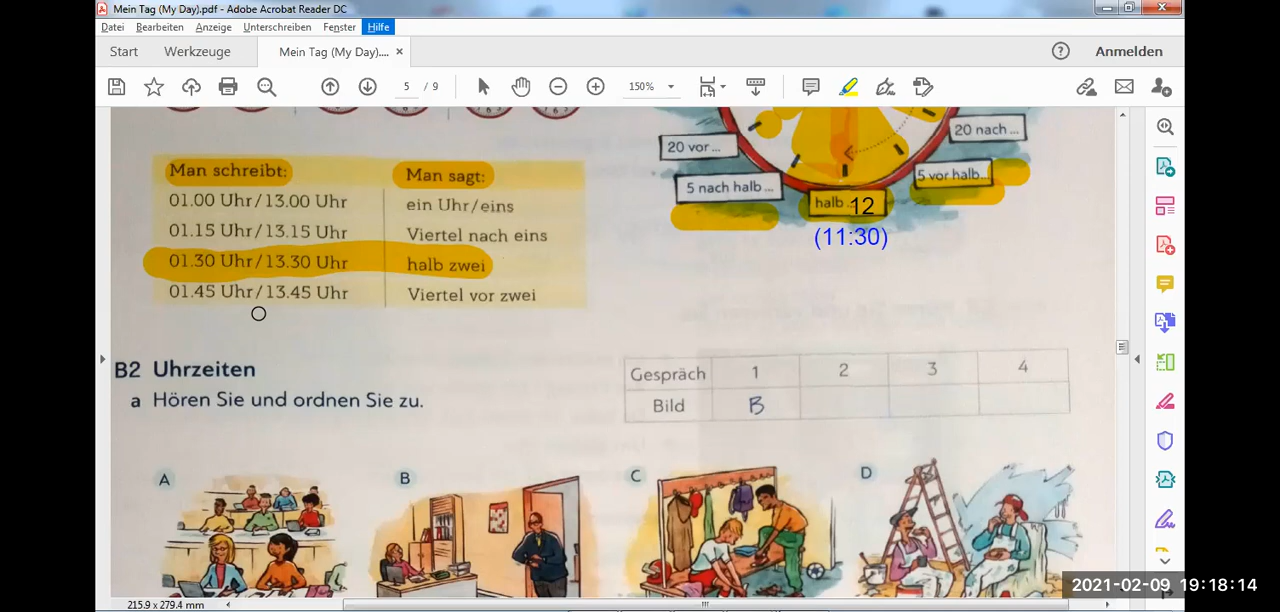 Mein Tag (My Day).pdf - Adobe Acrobat Reader DC
Datei Bearbeiten Anzeige Unterschreiben Fenster Hilfe
Start Werkzeuge Mein Tag (My Day).... × Anmelden
5 / 9 150%
20 vor ... 20 nach ...
5 nach halb ... 5 vor halb...
halb ... 12
(11:30)
Man schreibt: Man sagt:
01.00 Uhr/13.00 Uhr ein Uhr/eins
01.15 Uhr/13.15 Uhr Viertel nach eins
01.30 Uhr/13.30 Uhr halb zwei
01.45 Uhr/13.45 Uhr Viertel vor zwei
B2 Uhrzeiten
a Hören Sie und ordnen Sie zu.
Gespräch 1 2 3 4
Bild B
A B C D
2021-02-09 19:18:14
215.9 x 279.4 mm